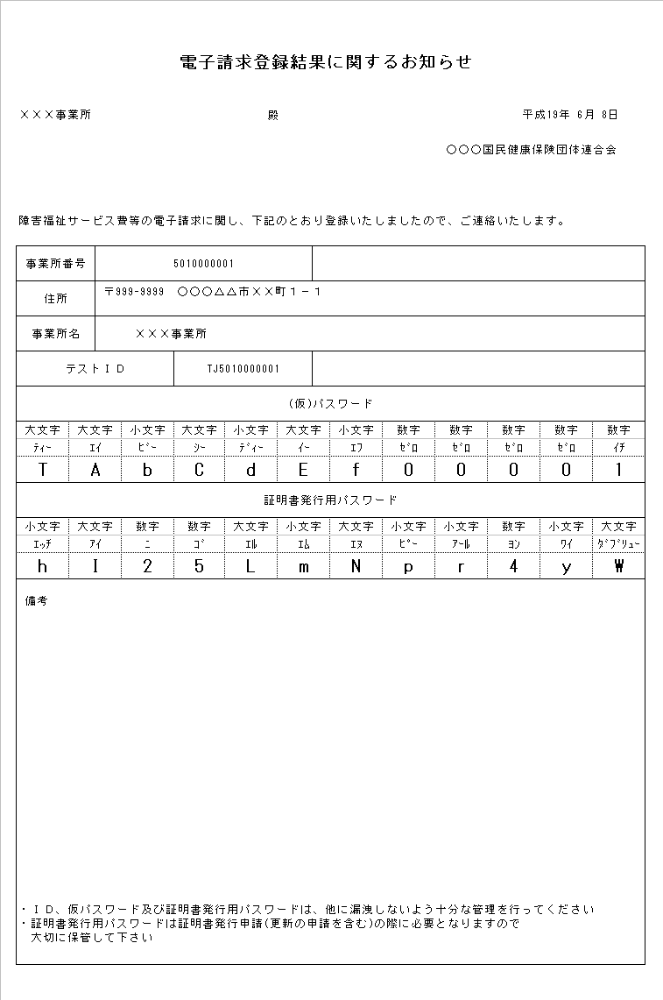 電子請求登録結果に関するお知らせ
×××事業所 殿 平成19年 6月 8日
○○○国民健康保険団体連合会
障害福祉サービス費等の電子請求に関し、下記のとおり登録いたしましたので、ご連絡いたします。
事業所番号 5010000001
住所 〒999-9999 ○○○△△市××町１－１
事業所名 ×××事業所
テストＩＤ TJ5010000001
(仮)パスワード
大文字 大文字 小文字 大文字 小文字 大文字 小文字 数字 数字 数字 数字 数字
ﾃｨｰ ｴｲ ﾋﾞｰ ｼｰ ﾃﾞｨｰ ｲｰ ｴﾌ ｾﾞﾛ ｾﾞﾛ ｾﾞﾛ ｾﾞﾛ ｲﾁ
T A b C d E f 0 0 0 0 1
証明書発行用パスワード
小文字 大文字 数字 数字 大文字 小文字 大文字 小文字 小文字 数字 小文字 大文字
ｴｯﾁ ｱｲ ﾆ ｺﾞ ｴﾙ ｴﾑ ｴﾇ ﾋﾟｰ ｱｰﾙ ﾖﾝ ﾜｲ ﾀﾞﾌﾞﾘｭｰ
h I 2 5 L m N p r 4 y W
備考
・ＩＤ、仮パスワード及び証明書発行用パスワードは、他に漏洩しないよう十分な管理を行ってください
・証明書発行用パスワードは証明書発行申請(更新の申請を含む)の際に必要となりますので
大切に保管して下さい